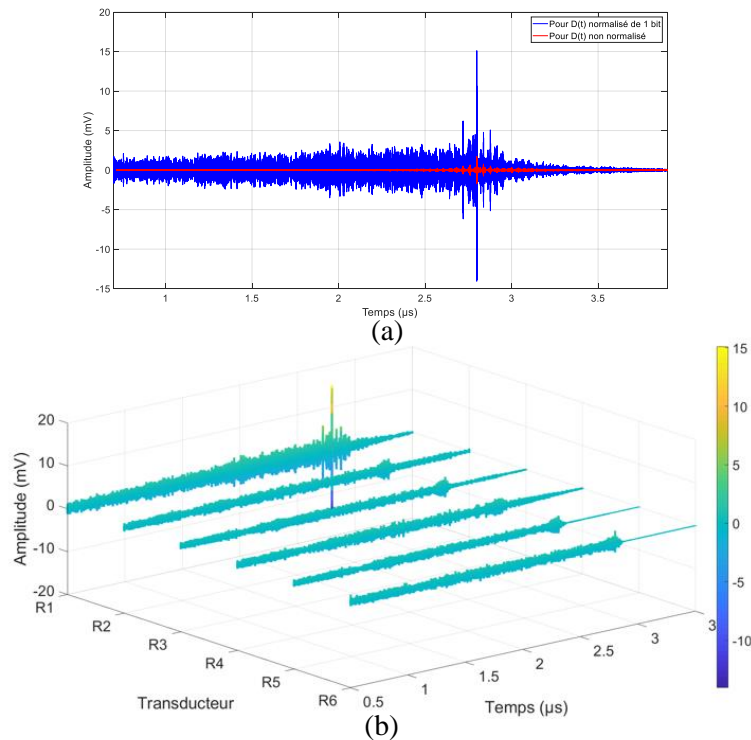 20
15
10
5
0
-5
-10
-15
Amplitude (mV)
Pour D(t) normalisé de 1 bit
Pour D(t) non normalisé
1
1.5
2
2.5
3
3.5
Temps (µs)
(a)
20
10
0
-10
-20
Amplitude (mV)
R1
R2
R3
R4
R5
R6
Transducteur
0.5
1
1.5
2
2.5
3
3
Temps (µs)
15
10
5
0
-5
-10
(b)